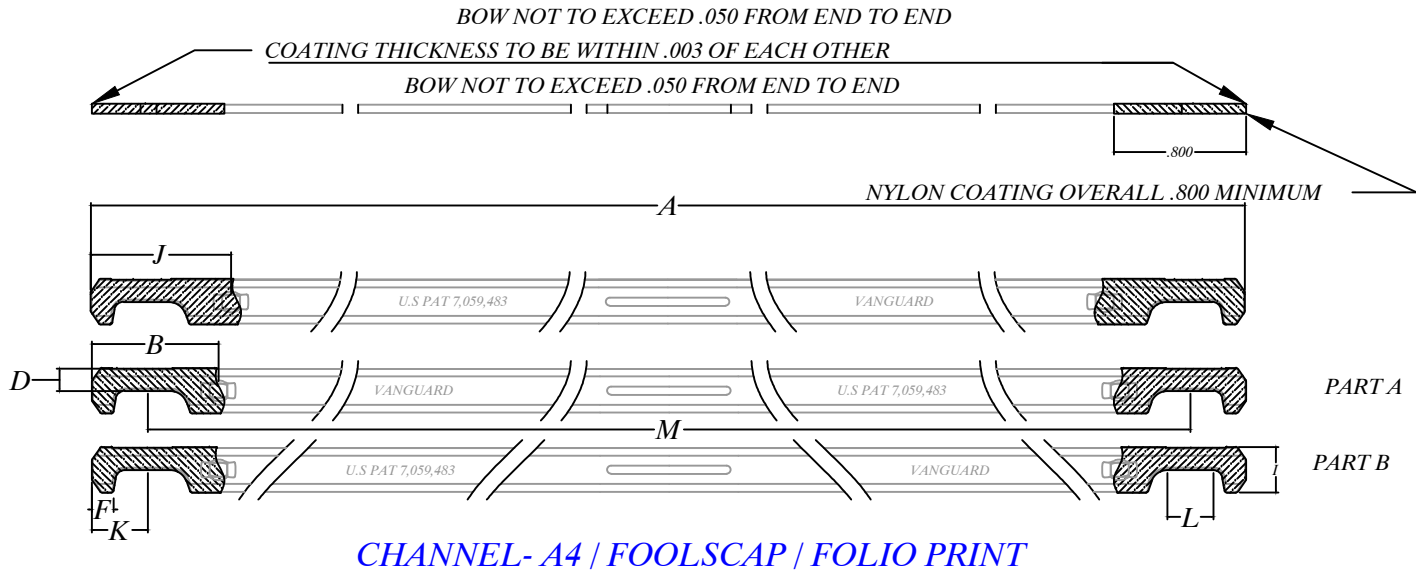 BOW NOT TO EXCEED .050 FROM END TO END
COATING THICKNESS TO BE WITHIN .003 OF EACH OTHER
BOW NOT TO EXCEED .050 FROM END TO END
.800
NYLON COATING OVERALL .800 MINIMUM
A
J
U.S PAT 7,059,483
VANGUARD
B
D
VANGUARD
U.S PAT 7,059,483
PART A
M
U.S PAT 7,059,483
VANGUARD
I
PART B
F
K
L
CHANNEL- A4 / FOOLSCAP / FOLIO PRINT